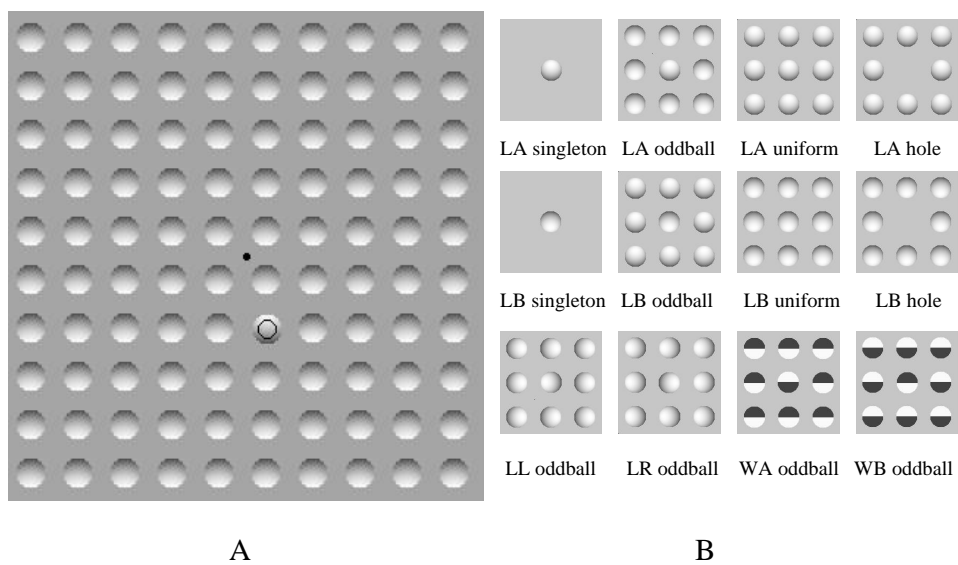 LA singleton LA oddball LA uniform LA hole
LB singleton LB oddball LB uniform LB hole
LL oddball LR oddball WA oddball WB oddball
A B